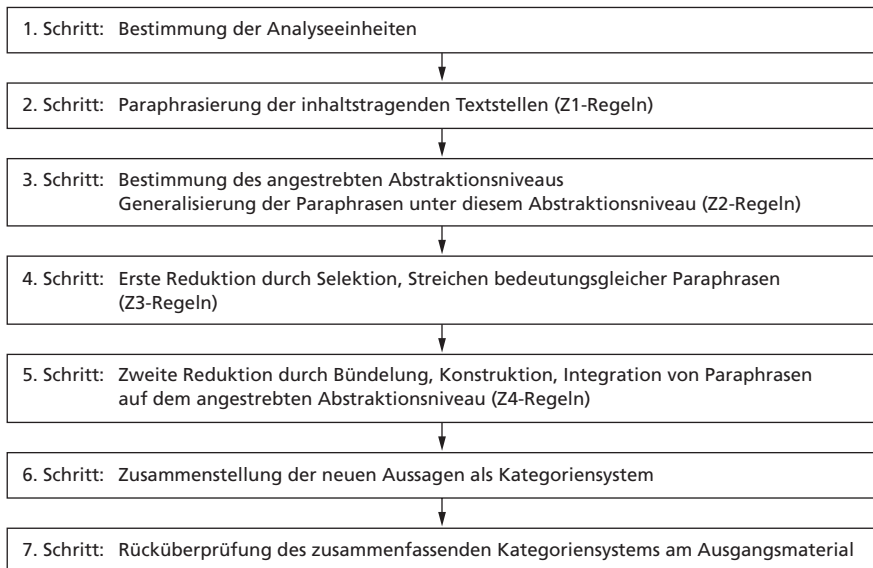 1. Schritt: Bestimmung der Analyseeinheiten
2. Schritt: Paraphrasierung der inhaltstragenden Textstellen (Z1-Regeln)
3. Schritt: Bestimmung des angestrebten Abstraktionsniveaus
Generalisierung der Paraphrasen unter diesem Abstraktionsniveau (Z2-Regeln)
4. Schritt: Erste Reduktion durch Selektion, Streichen bedeutungsgleicher Paraphrasen
(Z3-Regeln)
5. Schritt: Zweite Reduktion durch Bündelung, Konstruktion, Integration von Paraphrasen
auf dem angestrebten Abstraktionsniveau (Z4-Regeln)
6. Schritt: Zusammenstellung der neuen Aussagen als Kategoriensystem
7. Schritt: Rücküberprüfung des zusammenfassenden Kategoriensystems am Ausgangsmaterial